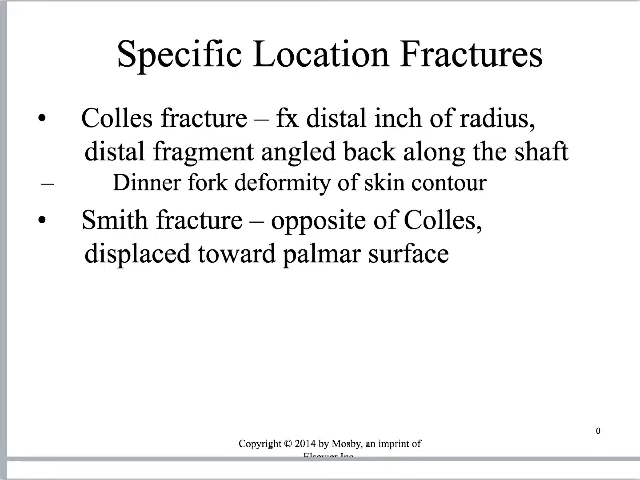 Specific Location Fractures
• Colles fracture – fx distal inch of radius,
distal fragment angled back along the shaft
– Dinner fork deformity of skin contour
• Smith fracture – opposite of Colles,
displaced toward palmar surface
0
Copyright © 2014 by Mosby, an imprint of
Elsevier Inc.